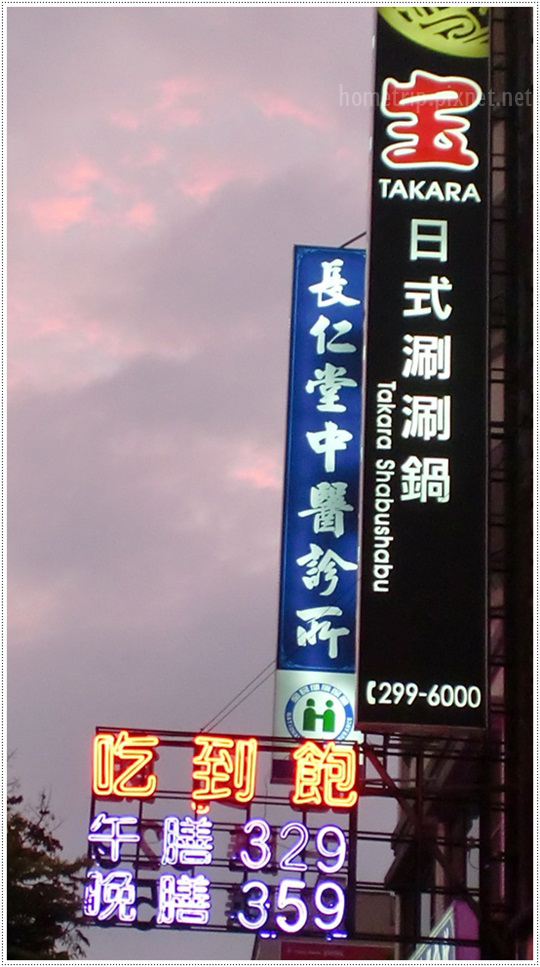 hometrip.pixnet.net
宝
TAKARA
日式涮涮鍋
Takara Shabushabu
299-6000
長仁堂中醫診所
吃到飽
午膳 329
晚膳 359